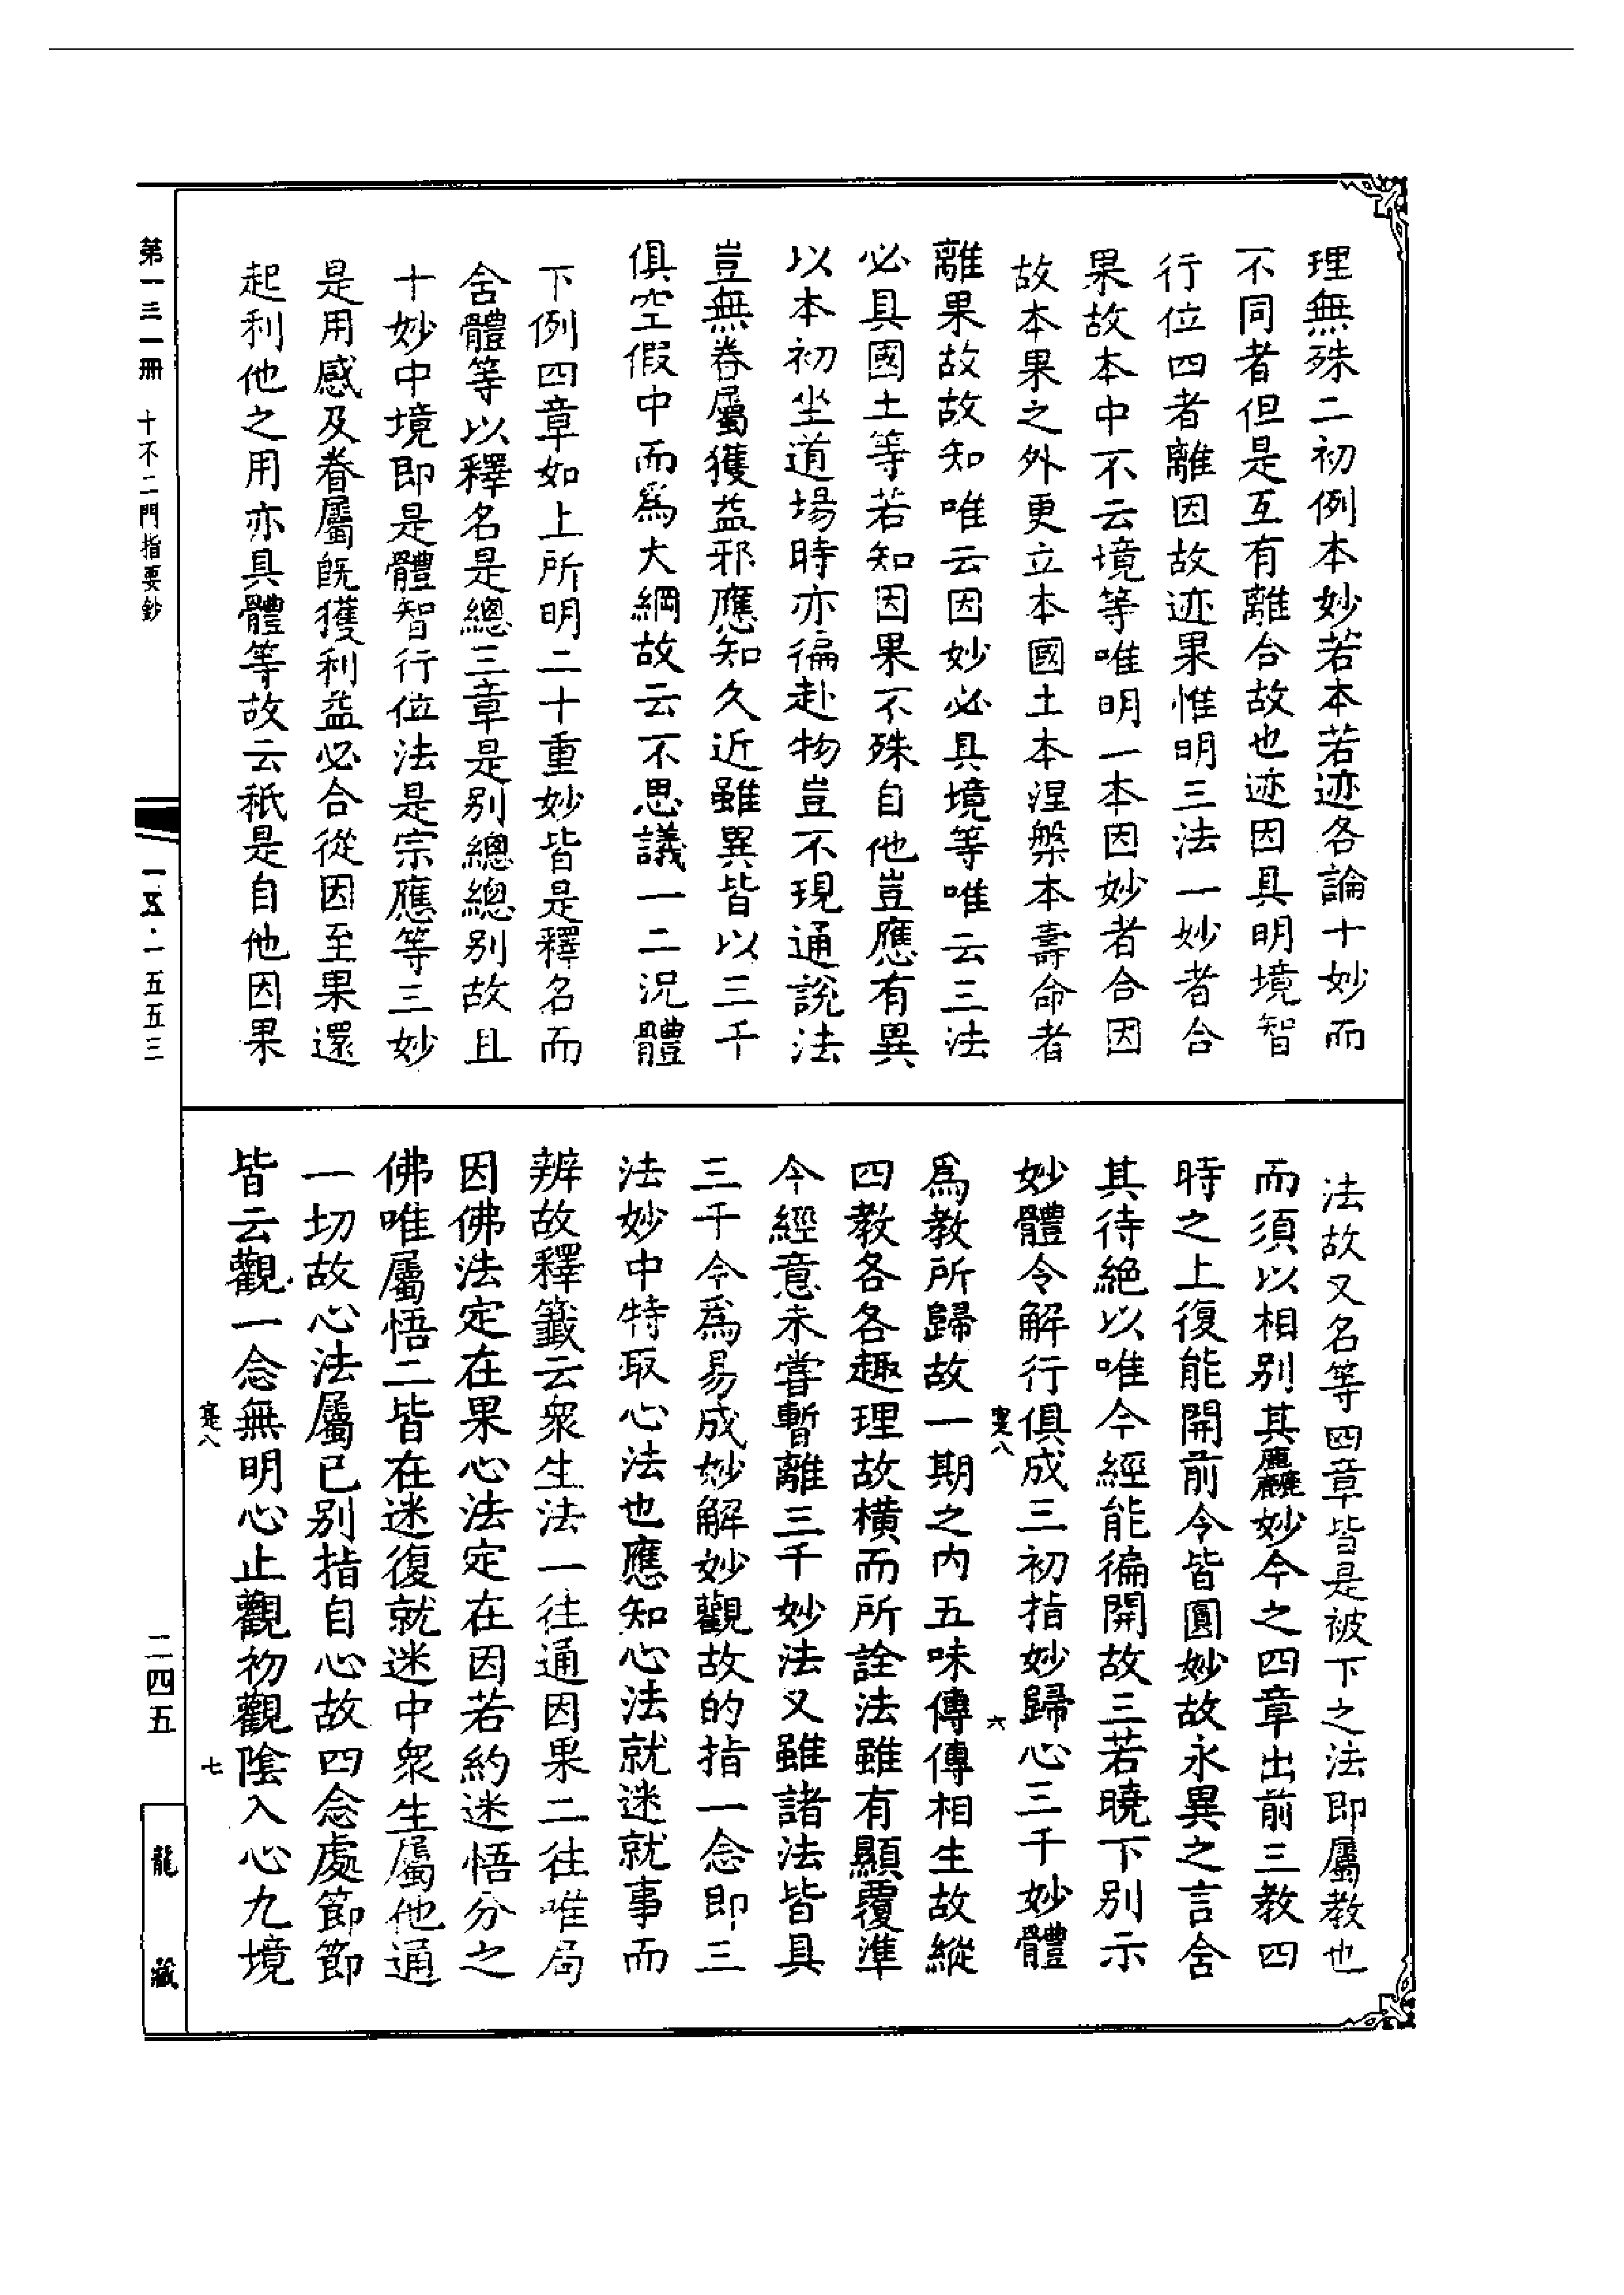 理無殊二初例本妙若本若迹各論十妙而
不同者但是互有離合故也迹因具明境智
行位四者離因故迹果惟明三法一妙者合
果故本中不云境等唯明一本因妙者合因
故本果之外更立本國土本涅槃本壽命者
離果故故知唯云因妙必具境等唯云三法
必具國土等若知因果不殊自他豈應有異
以本初坐道場時亦徧赴物豈不現通說法
豈無眷屬獲益邪應知久近雖異皆以三千
俱空假中而爲大綱故云不思議一二況體
下例四章如上所明二十重妙皆是釋名而
舍體等以釋名是總三章是别總總别故且
十妙中境即是體智行位法是宗應等三妙
是用感及眷屬旣獲利益必合從因至果還
起利他之用亦具體等故云秖是自他因果
法故又名等四章皆是被下之法即屬教也
而須以相别其麤妙今之四章出前三教四
時之上復能開前令皆圓妙故永異之言舍
其待絶以唯今經能徧開故三若曉下别示
妙體令解行俱成三初指妙歸心三千妙體
爲教所歸故一期之内五味傳傳相生故縱
四教各各趣理故橫而所詮法雖有顯覆準
今經意未嘗暫離三千妙法又雖諸法皆具
三千今爲易成妙解妙觀故的指一念即三
法妙中特取心法也應知心法就迷就事而
辨故釋籤云衆生法一往通因果二往唯局
因佛法定在果心法定在因若約迷悟分之
佛唯屬悟二皆在迷復就迷中衆生屬他通
一切故心法屬已别指自心故四念處節節
皆云觀一念無明心止觀初觀陰入心九境
寔八
六
寔八
七
第一三一冊
十不二門指要鈔
一五·一五五三
二四五
龍藏